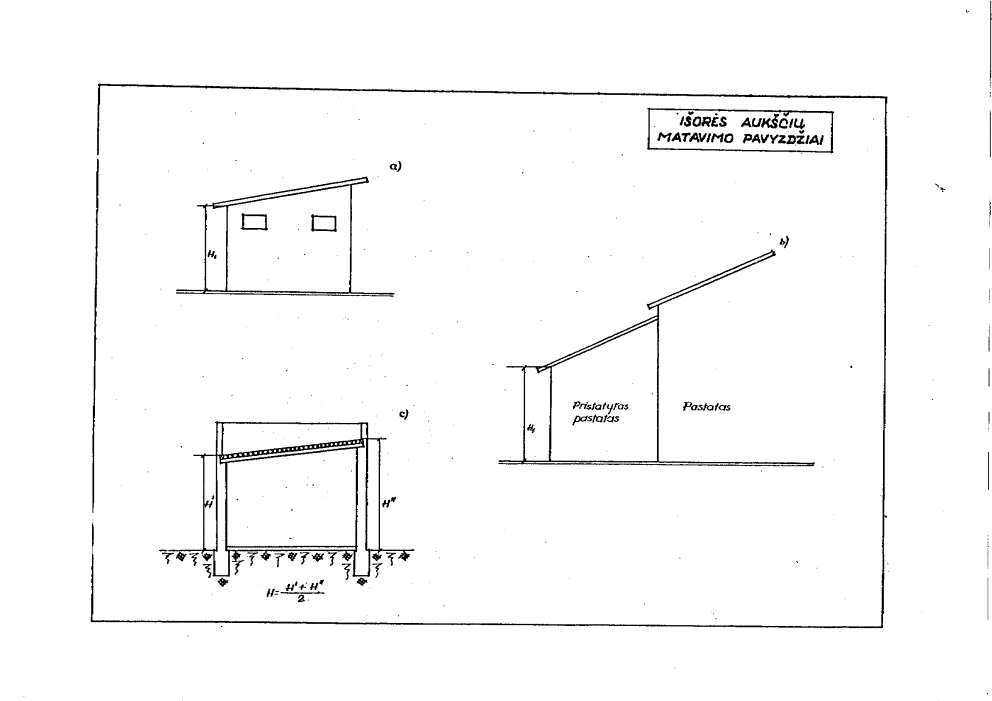 IŠORĖS AUKŠČIŲ
MATAVIMO PAVYZDŽIAI
a)
H₁
b)
Pristatytas
pastatas
Pastatas
H₁
c)
H'
H"
H= H' + H"
2